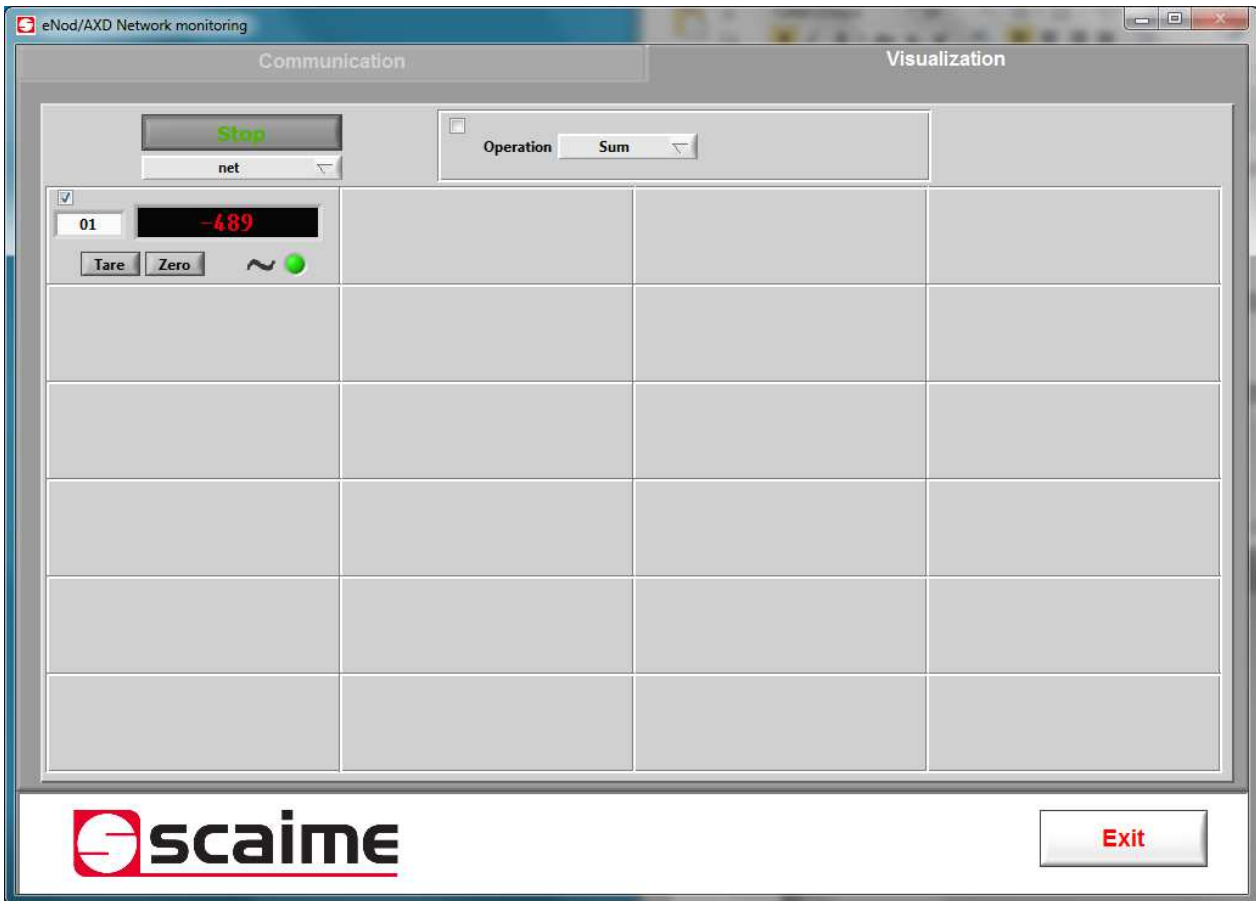 eNod/AXD Network monitoring
Communication
Visualization
Stop
net
Operation Sum
01 -489
Tare Zero
scaime
Exit